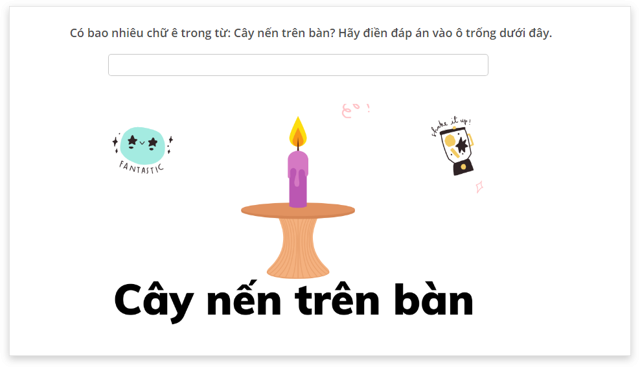 Có bao nhiêu chữ ê trong từ: Cây nến trên bàn? Hãy điền đáp án vào ô trống dưới đây.
shake it up!
FANTASTIC
Cây nến trên bàn